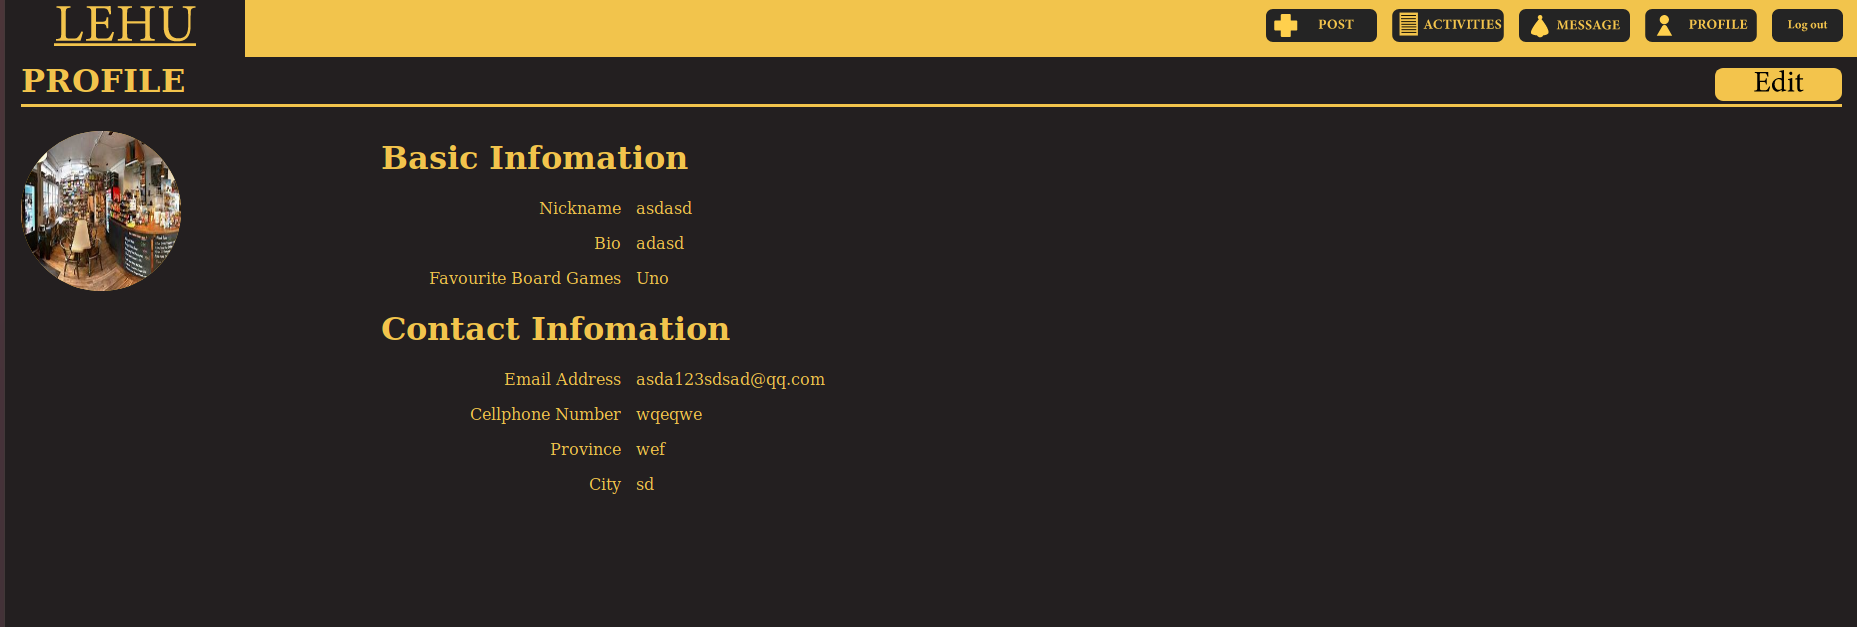 LEHU
POST ACTIVITIES MESSAGE PROFILE Log out
PROFILE
Edit
Basic Infomation
Nickname asdasd
Bio adasd
Favourite Board Games Uno
Contact Infomation
Email Address asda123sdsad@qq.com
Cellphone Number wqeqwe
Province wef
City sd